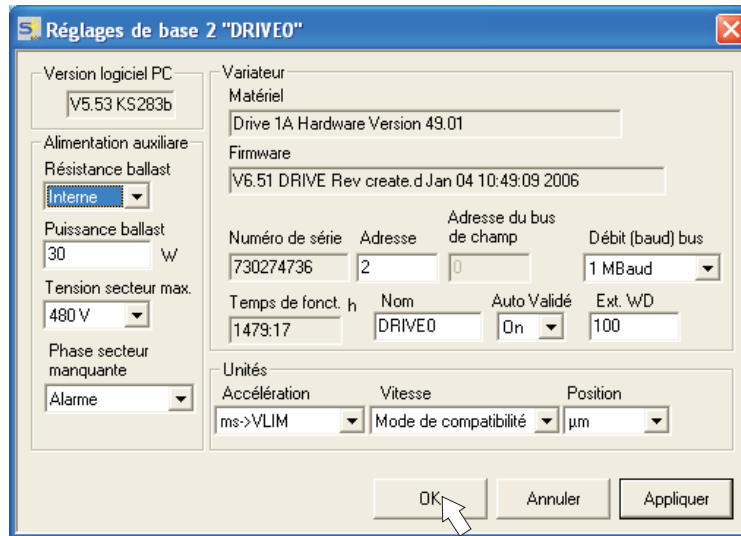 Réglages de base 2 "DRIVE0"
Version logiciel PC
V5.53 KS283b
Alimentation auxiliare
Résistance ballast
Interne
Puissance ballast
30 W
Tension secteur max.
480 V
Phase secteur
manquante
Alarme
Variateur
Matériel
Drive 1A Hardware Version 49.01
Firmware
V6.51 DRIVE Rev create.d Jan 04 10:49:09 2006
Numéro de série
730274736
Adresse
2
Adresse du bus
de champ
0
Débit (baud) bus
1 MBaud
Temps de fonct. h
1479:17
Nom
DRIVE0
Auto Validé
On
Ext. WD
100
Unités
Accélération
ms->VLIM
Vitesse
Mode de compatibilité
Position
µm
OK
Annuler
Appliquer